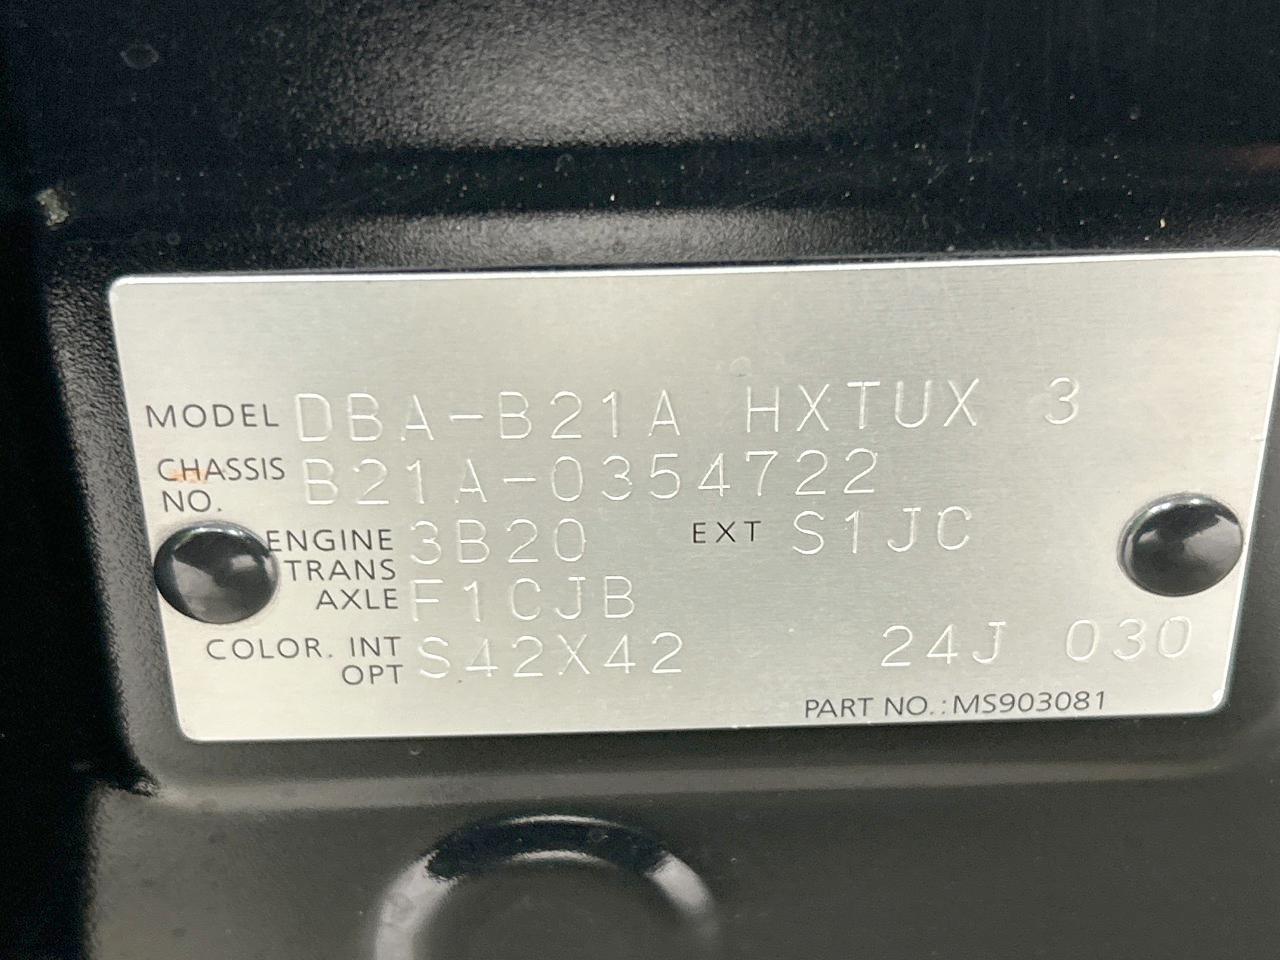 MODEL DBA-B21A HXTUX 3
CHASSIS NO. B21A-0354722
ENGINE 3B20 EXT S1JC
TRANS AXLE F1CJB
COLOR. INT OPT S42X42 24J 030
PART NO.:MS903081